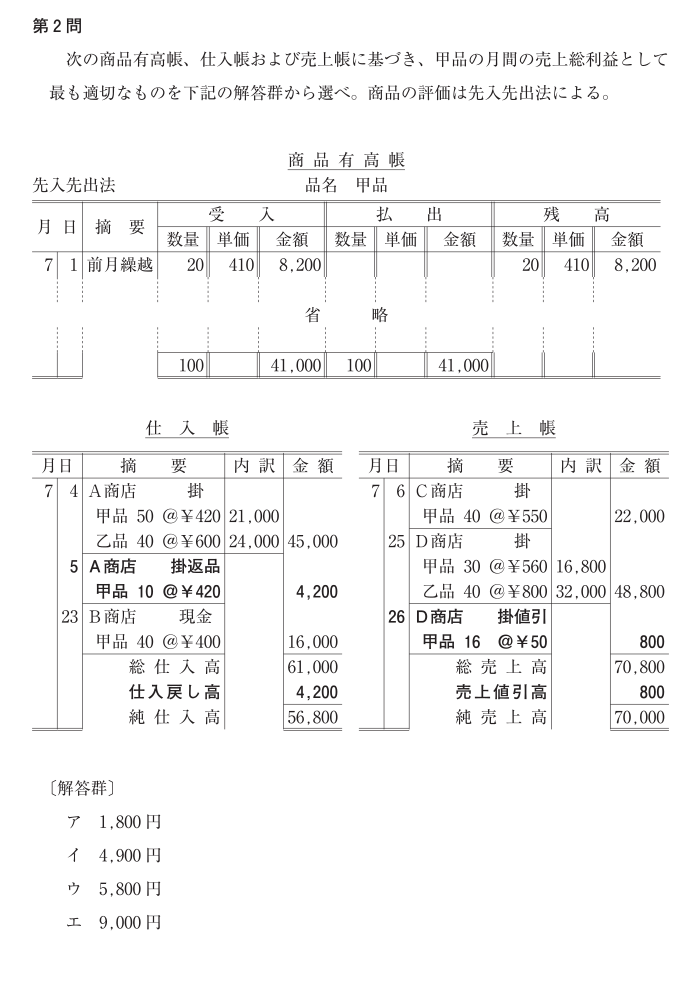 第2問
次の商品有高帳、仕入帳および売上帳に基づき、甲品の月間の売上総利益として
最も適切なものを下記の解答群から選べ。商品の評価は先入先出法による。
商品有高帳
先入先出法 品名 甲品
月 日 摘要 受入 払出 残高
数量 単価 金額 数量 単価 金額 数量 単価 金額
7 1 前月繰越 20 410 8,200 20 410 8,200
省略
100 41,000 100 41,000
仕入帳
月 日 摘要 内訳 金額
7 4 A商店 掛
甲品 50 @¥420 21,000
乙品 40 @¥600 24,000 45,000
5 A商店 掛返品
甲品 10 @¥420 4,200
23 B商店 現金
甲品 40 @¥400 16,000
総仕入高 61,000
仕入戻し高 4,200
純仕入高 56,800
売上帳
月 日 摘要 内訳 金額
7 6 C商店 掛
甲品 40 @¥550 22,000
25 D商店 掛
甲品 30 @¥560 16,800
乙品 40 @¥800 32,000 48,800
26 D商店 掛値引
甲品 16 @¥50 800
総売上高 70,800
売上値引高 800
純売上高 70,000
〔解答群〕
ア 1,800円
イ 4,900円
ウ 5,800円
エ 9,000円